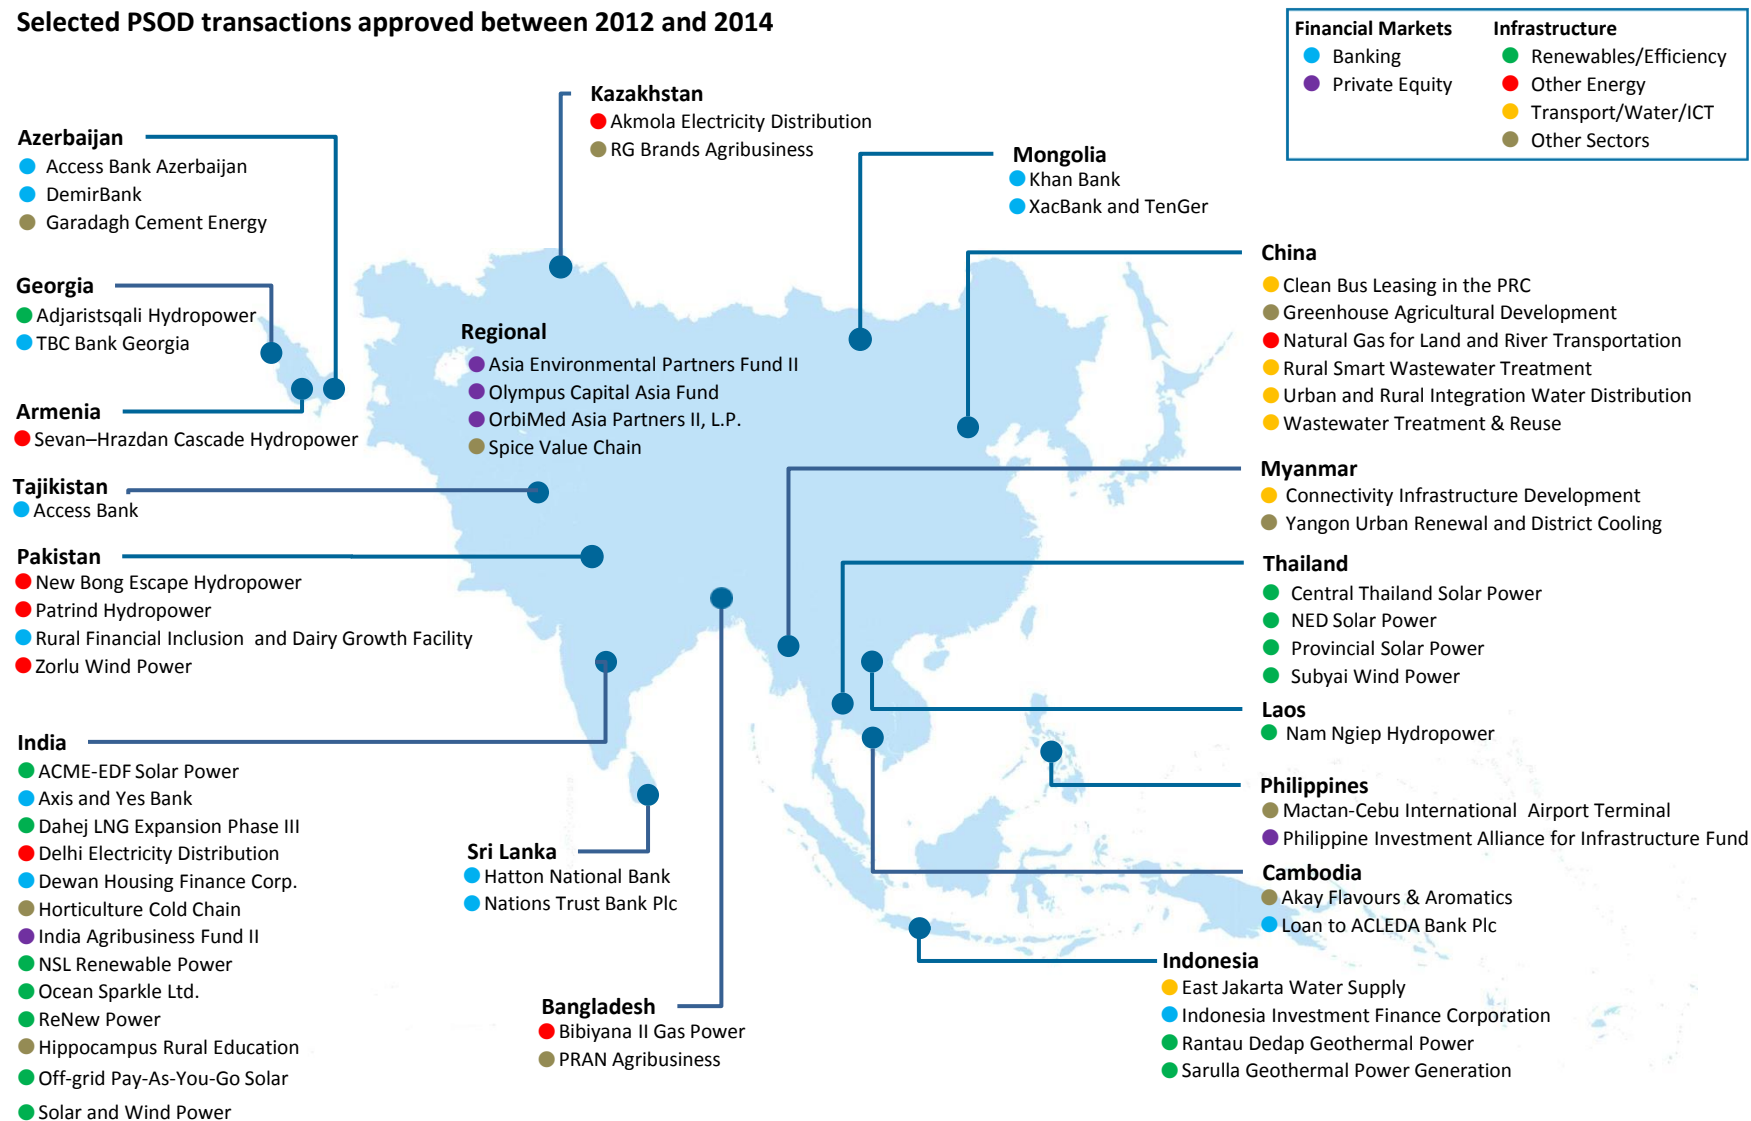 Selected PSOD transactions approved between 2012 and 2014
Financial Markets
Banking
Private Equity
Infrastructure
Renewables/Efficiency
Other Energy
Transport/Water/ICT
Other Sectors
Kazakhstan
Akmola Electricity Distribution
RG Brands Agribusiness
Azerbaijan
Access Bank Azerbaijan
DemirBank
Garadagh Cement Energy
Mongolia
Khan Bank
XacBank and TenGer
Georgia
Adjaristsqali Hydropower
TBC Bank Georgia
Regional
Asia Environmental Partners Fund II
Olympus Capital Asia Fund
OrbiMed Asia Partners II, L.P.
Spice Value Chain
China
Clean Bus Leasing in the PRC
Greenhouse Agricultural Development
Natural Gas for Land and River Transportation
Rural Smart Wastewater Treatment
Urban and Rural Integration Water Distribution
Wastewater Treatment & Reuse
Armenia
Sevan–Hrazdan Cascade Hydropower
Tajikistan
Access Bank
Myanmar
Connectivity Infrastructure Development
Yangon Urban Renewal and District Cooling
Pakistan
New Bong Escape Hydropower
Patrind Hydropower
Rural Financial Inclusion and Dairy Growth Facility
Zorlu Wind Power
Thailand
Central Thailand Solar Power
NED Solar Power
Provincial Solar Power
Subyai Wind Power
Laos
Nam Ngiep Hydropower
India
ACME-EDF Solar Power
Axis and Yes Bank
Dahej LNG Expansion Phase III
Delhi Electricity Distribution
Dewan Housing Finance Corp.
Horticulture Cold Chain
India Agribusiness Fund II
NSL Renewable Power
Ocean Sparkle Ltd.
ReNew Power
Hippocampus Rural Education
Off-grid Pay-As-You-Go Solar
Solar and Wind Power
Sri Lanka
Hatton National Bank
Nations Trust Bank Plc
Philippines
Mactan-Cebu International Airport Terminal
Philippine Investment Alliance for Infrastructure Fund
Cambodia
Akay Flavours & Aromatics
Loan to ACLEDA Bank Plc
Indonesia
East Jakarta Water Supply
Indonesia Investment Finance Corporation
Rantau Dedap Geothermal Power
Sarulla Geothermal Power Generation
Bangladesh
Bibiyana II Gas Power
PRAN Agribusiness